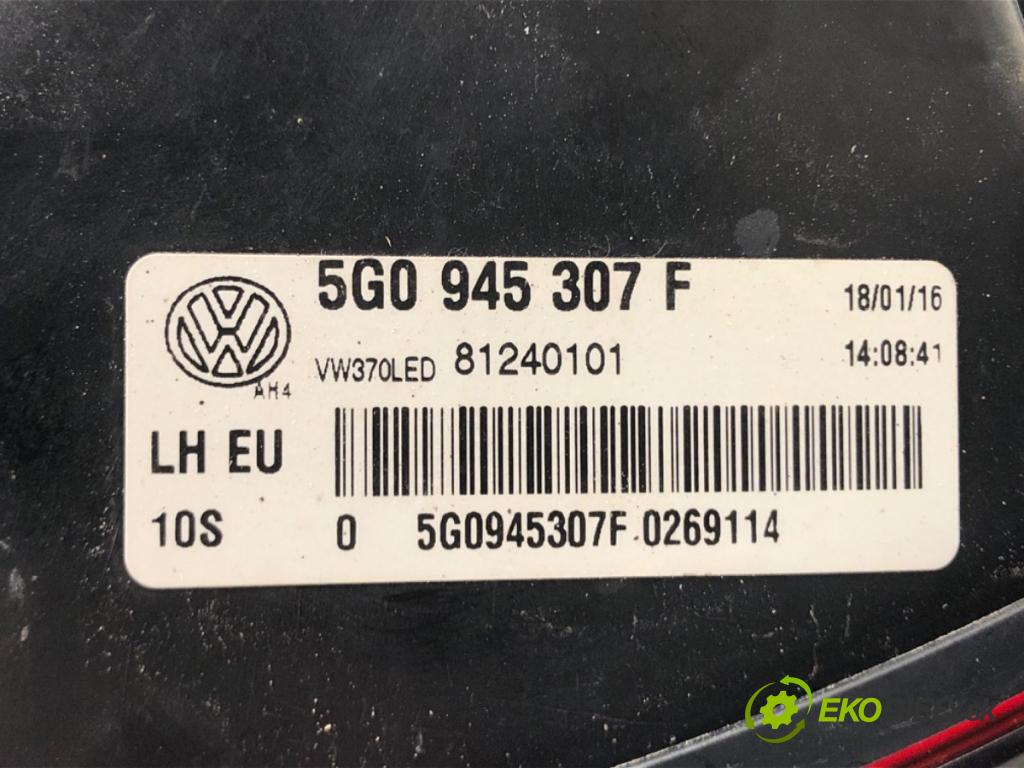 5G0 945 307 F
18/01/16
VW370LED 81240101
14:08:41
AH4
LH EU
10S
0 5G0945307F 0269114
EKO